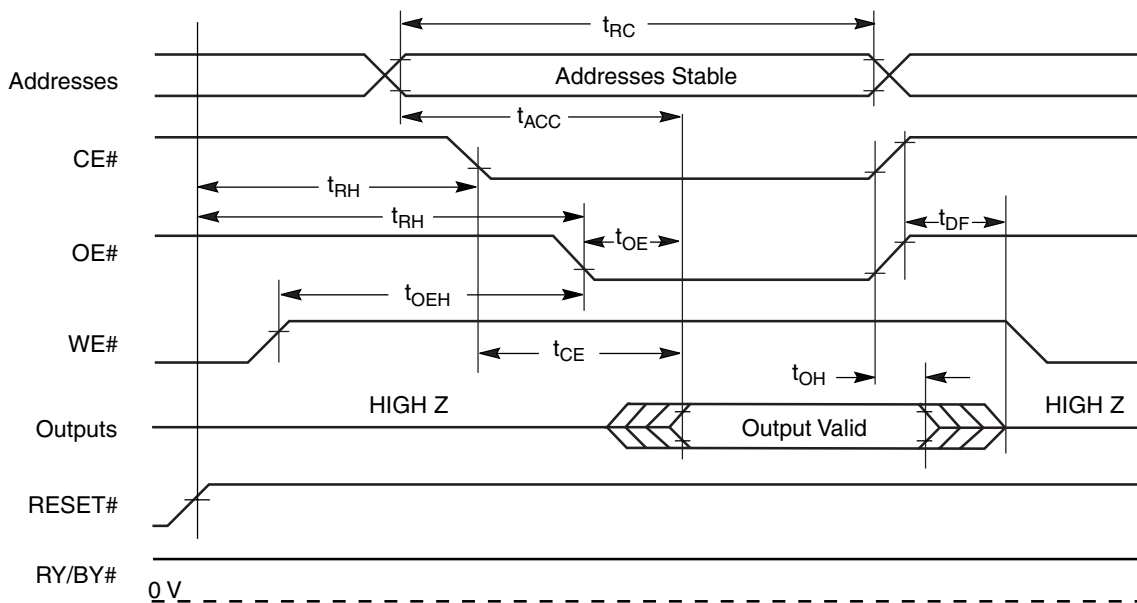 tRC
Addresses
Addresses Stable
tACC
CE#
tRH
tRH
tDF
OE#
tOE
tOEH
WE#
tCE
tOH
HIGH Z
HIGH Z
Outputs
Output Valid
RESET#
RY/BY#
0 V